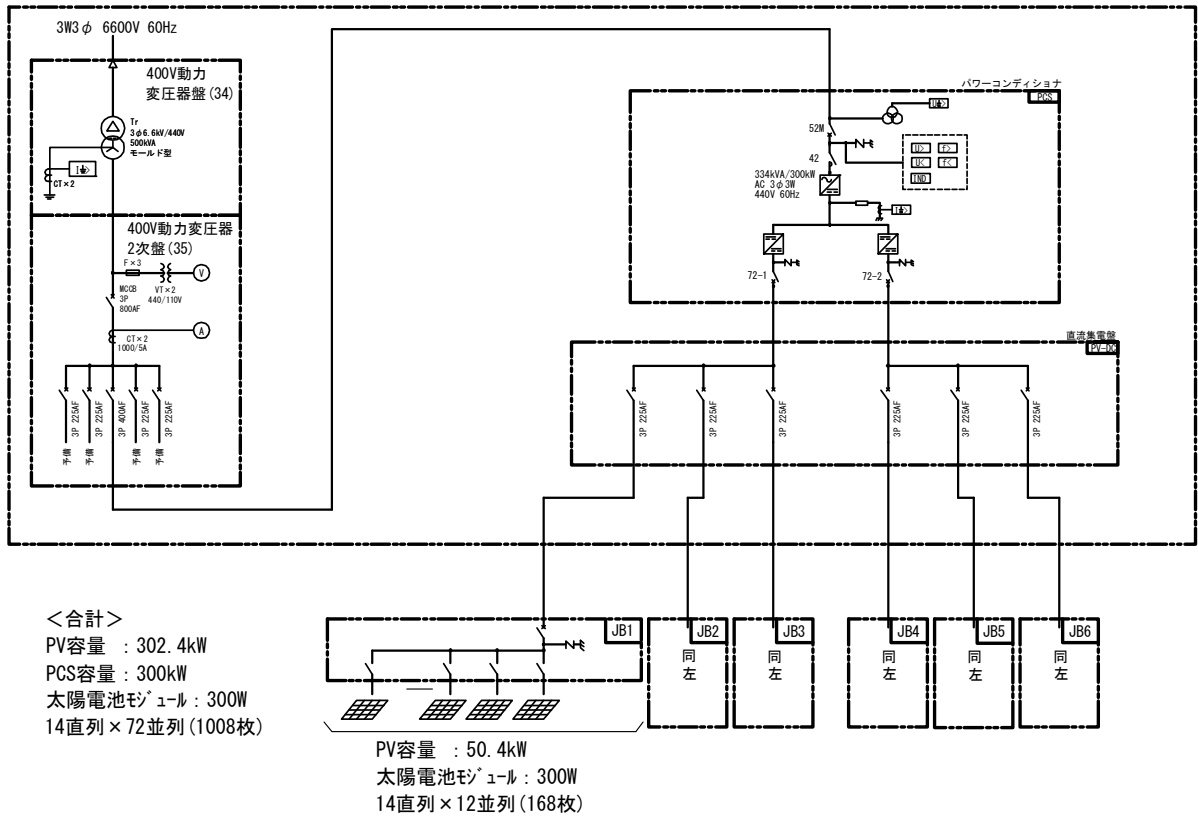 3W3φ 6600V 60Hz
400V動力
変圧器盤(34)
Tr
3φ6.6kV/440V
500kVA
モールド型
CT×2
400V動力変圧器
2次盤(35)
F×3
V
MCCB
3P
800AF
VT×2
440/110V
A
CT×2
1000/5A
3P 225AF
3P 225AF
3P 400AF
3P 225AF
3P 225AF
予備
予備
予備
予備
パワーコンディショナ
PCS
52M
42
U>
f>
U<
f<
IND
334kVA/300kW
AC 3φ3W
440V 60Hz
72-1
72-2
直流集電盤
PV-DC
3P 225AF
3P 225AF
3P 225AF
3P 225AF
3P 225AF
3P 225AF
<合計>
PV容量 :302.4kW
PCS容量:300kW
太陽電池モジュール:300W
14直列×72並列(1008枚)
JB1
JB2
同左
JB3
同左
JB4
同左
JB5
同左
JB6
同左
PV容量 :50.4kW
太陽電池モジュール:300W
14直列×12並列(168枚)